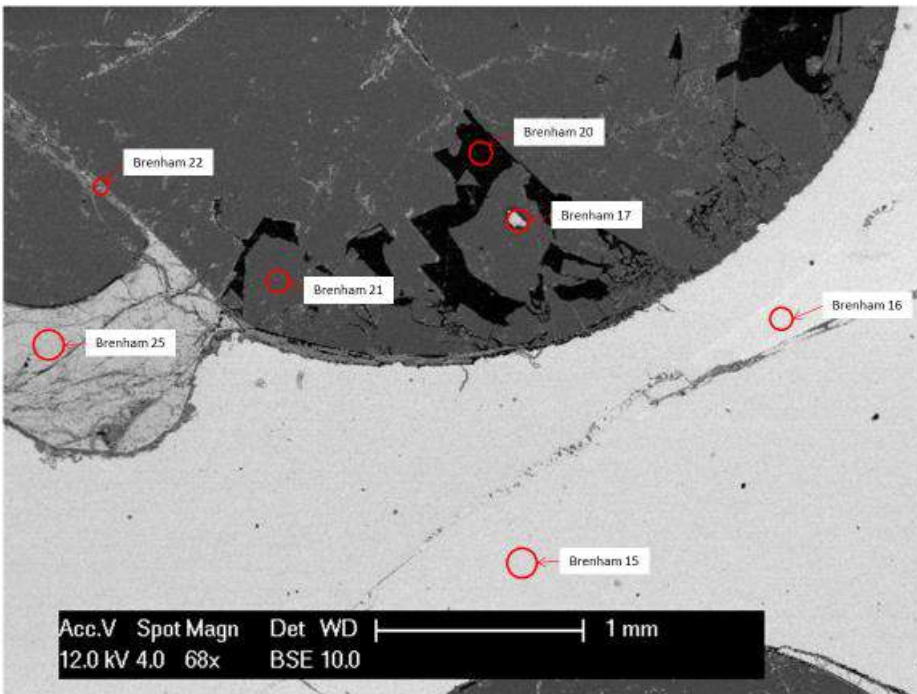 Brenham 20
Brenham 22
Brenham 17
Brenham 21
Brenham 16
Brenham 25
Brenham 15
Acc.V Spot Magn Det WD 1 mm
12.0 kV 4.0 68x BSE 10.0